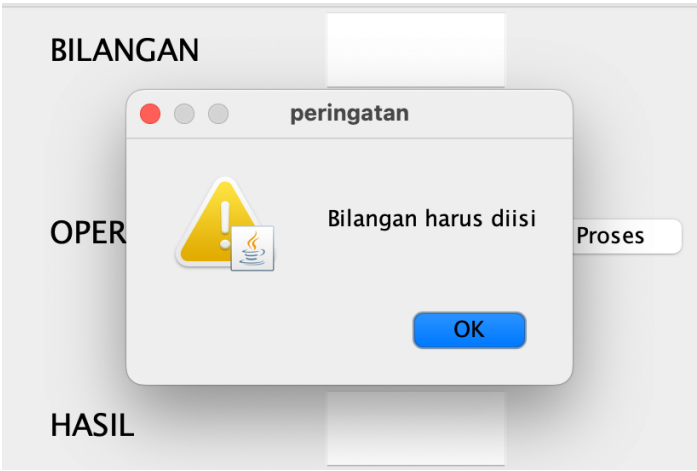 BILANGAN
peringatan
Bilangan harus diisi
OPER
Proses
OK
HASIL